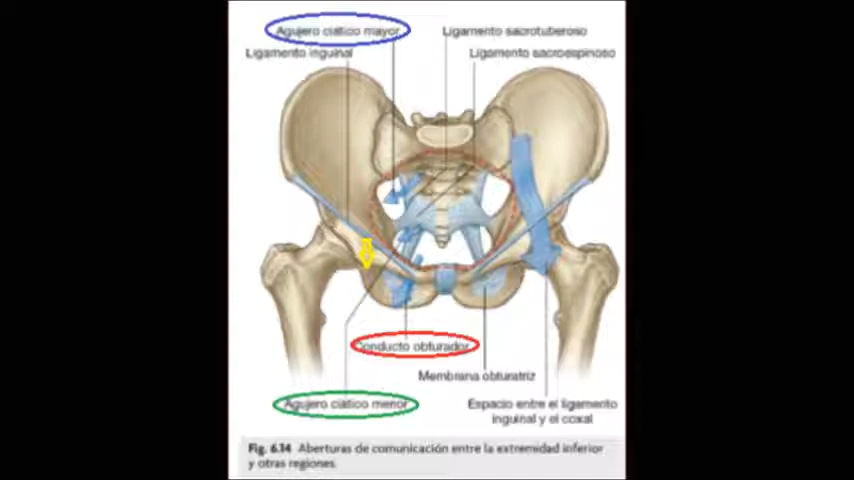 Agujero ciático mayor
Ligamento sacrotuberoso
Ligamento inguinal
Ligamento sacroespinoso
Conducto obturador
Membrana obturatriz
Agujero ciático menor
Espacio entre el ligamento
inguinal y el coxal
Fig. 6.14 Aberturas de comunicación entre la extremidad inferior
y otras regiones.